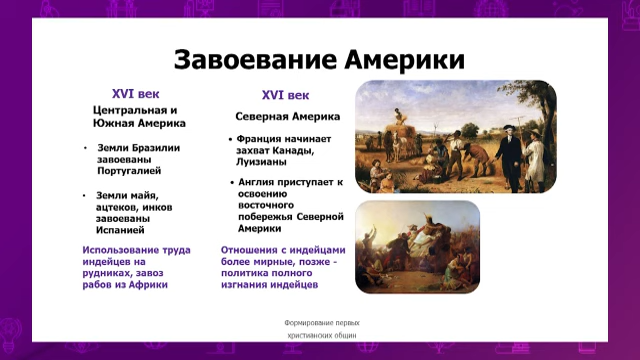 Завоевание Америки
XVI век
Центральная и
Южная Америка
• Земли Бразилии
завоеваны
Португалией
• Земли майя,
ацтеков, инков
завоеваны
Испанией
Использование труда
индейцев на
рудниках, завоз
рабов из Африки
XVI век
Северная Америка
• Франция начинает
захват Канады,
Луизианы
• Англия приступает к
освоению
восточного
побережья Северной
Америки
Отношения с индейцами
более мирные, позже -
политика полного
изгнания индейцев
Формирование первых
христианских общин